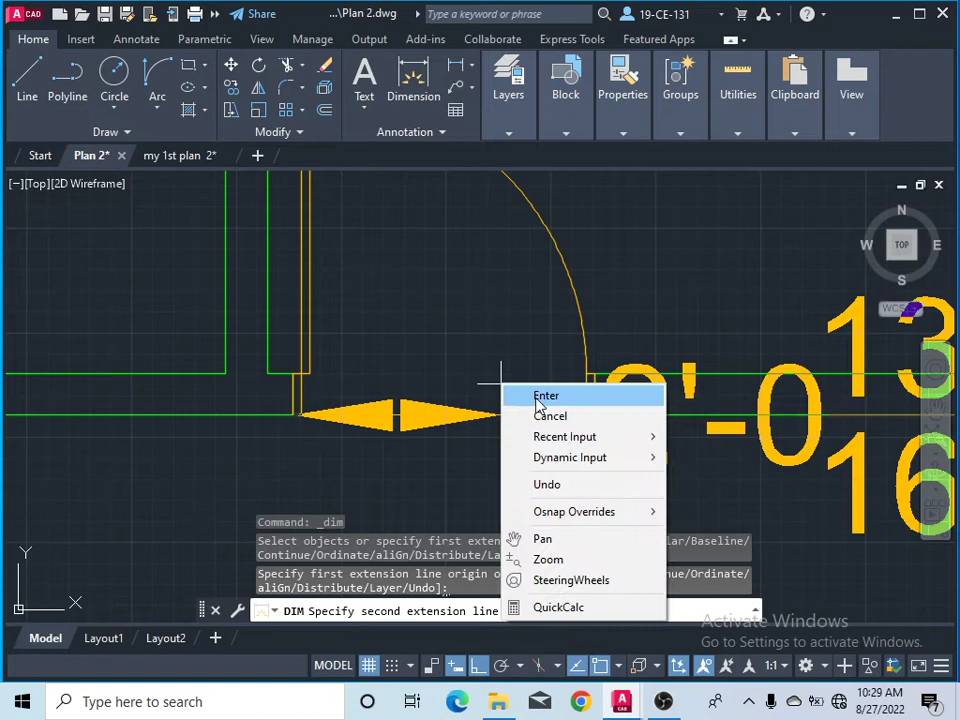 CAD
Share
...\Plan 2.dwg
Type a keyword or phrase
19-CE-131
Home Insert Annotate Parametric View Manage Output Add-ins Collaborate Express Tools Featured Apps
Line Polyline Circle Arc Text Dimension Layers Block Properties Groups Utilities Clipboard View
Draw Modify Annotation
Start Plan 2* my 1st plan 2*
[−][Top][2D Wireframe]
N
W TOP E
S
WCS
13
-0
16
Enter
Cancel
Recent Input
Dynamic Input
Undo
Osnap Overrides
Pan
Zoom
SteeringWheels
QuickCalc
Command: _dim
Select objects or specify first exten
Continue/Ordinate/aliGn/Distribute/La
Specify first extension line origin o
aliGn/Distribute/Layer/Undo]:
DIM Specify second extension line
Y
X
Activate Windows
Go to Settings to activate Windows.
Model Layout1 Layout2
MODEL 1:1
Type here to search
10:29 AM
8/27/2022
7